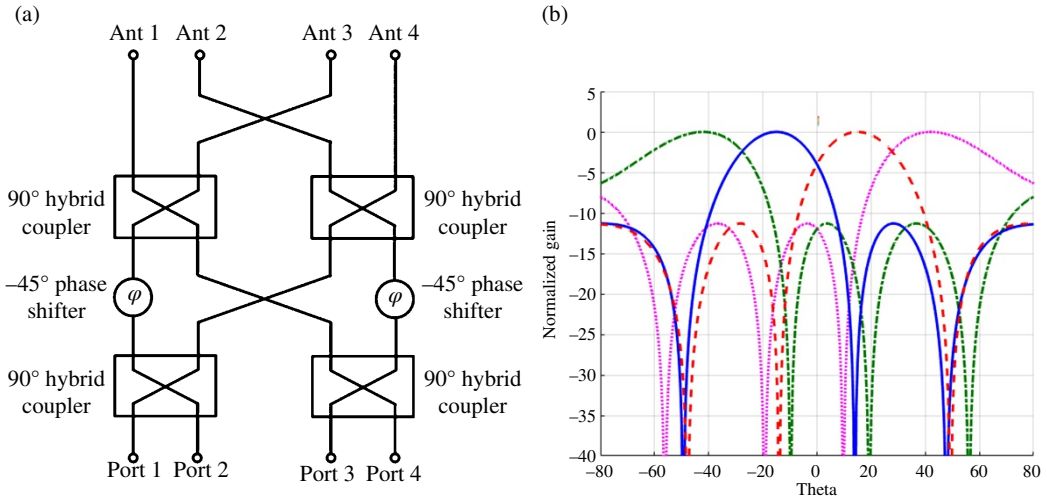 (a)
Ant 1 Ant 2 Ant 3 Ant 4
90° hybrid
coupler
90° hybrid
coupler
–45° phase
shifter
φ
φ
–45° phase
shifter
90° hybrid
coupler
90° hybrid
coupler
Port 1 Port 2 Port 3 Port 4
(b)
Normalized gain
5
0
–5
–10
–15
–20
–25
–30
–35
–40
–80 –60 –40 –20 0 20 40 60 80
Theta